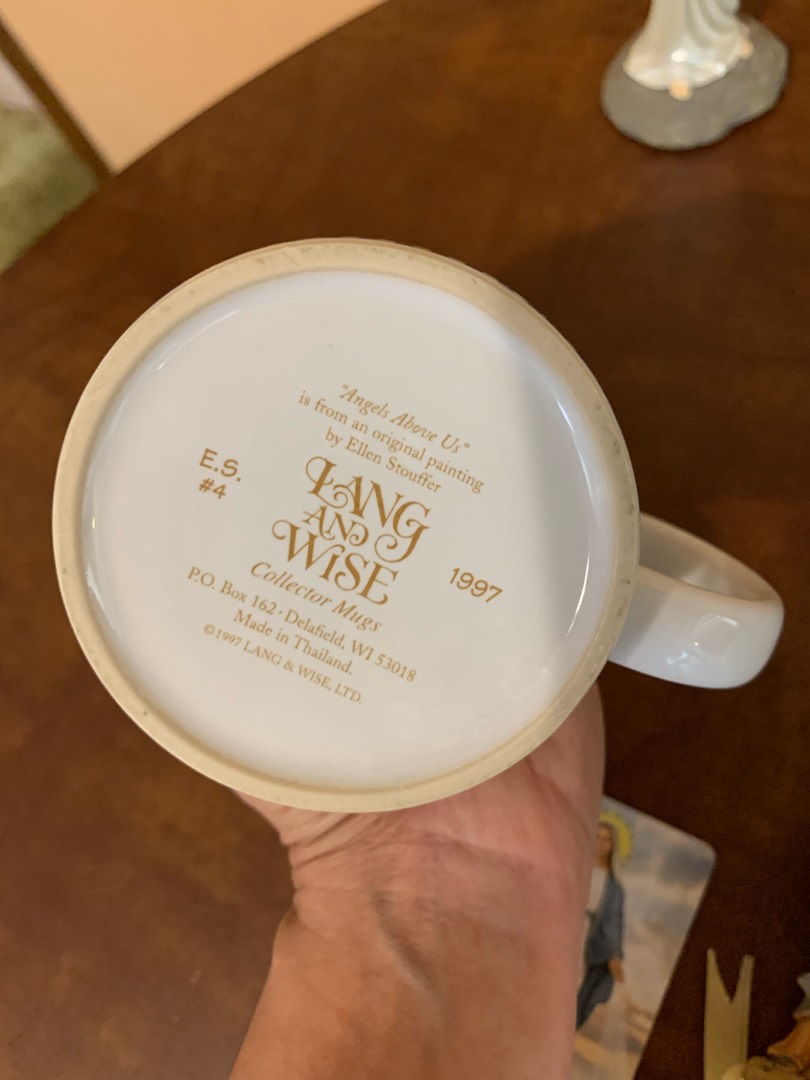 "Angels Above Us"
is from an original painting
by Ellen Stouffer
E.S.
#4
LANG
AND
WISE
1997
Collector Mugs
P.O. Box 162 · Delafield, WI 53018
Made in Thailand.
©1997 LANG & WISE, LTD.